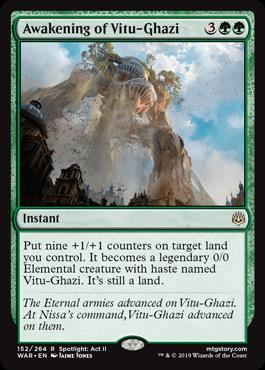 Awakening of Vitu-Ghazi 3
Instant
Put nine +1/+1 counters on target land
you control. It becomes a legendary 0/0
Elemental creature with haste named
Vitu-Ghazi. It's still a land.
The Eternal armies advanced on Vitu-Ghazi.
At Nissa's command, Vitu-Ghazi advanced
on them.
152/264 R Spotlight: Act II mtgstory.com
WAR • EN Jaime Jones ™ & © 2019 Wizards of the Coast